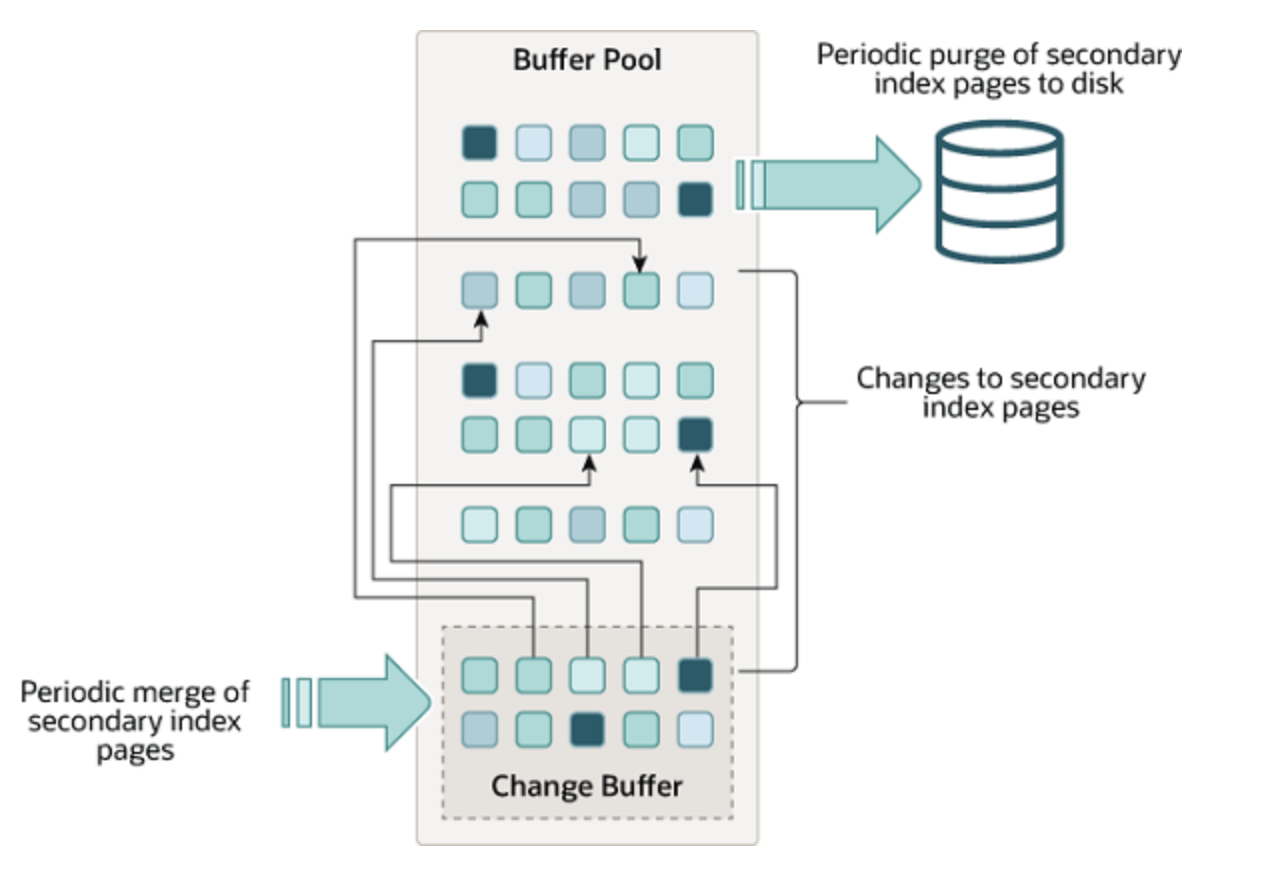 Buffer Pool
Periodic purge of secondary
index pages to disk
Changes to secondary
index pages
Periodic merge of
secondary index
pages
Change Buffer